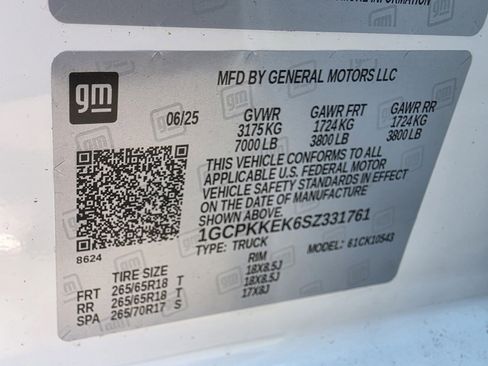 INFORMATION
gm
MFD BY GENERAL MOTORS LLC
06/25 GVWR GAWR FRT GAWR RR
3175 KG 1724 KG 1724 KG
7000 LB 3800 LB 3800 LB
THIS VEHICLE CONFORMS TO ALL
APPLICABLE U.S. FEDERAL MOTOR
VEHICLE SAFETY STANDARDS IN EFFECT
ON THE DATE OF MANUFACTURE
SHOWN ABOVE.
1GCPKKEK6SZ331761
TYPE: TRUCK MODEL: 61CK10543
8624
TIRE SIZE RIM
FRT 265/65R18 T 18X8.5J
RR 265/65R18 T 18X8.5J
SPA 265/70R17 S 17X8J